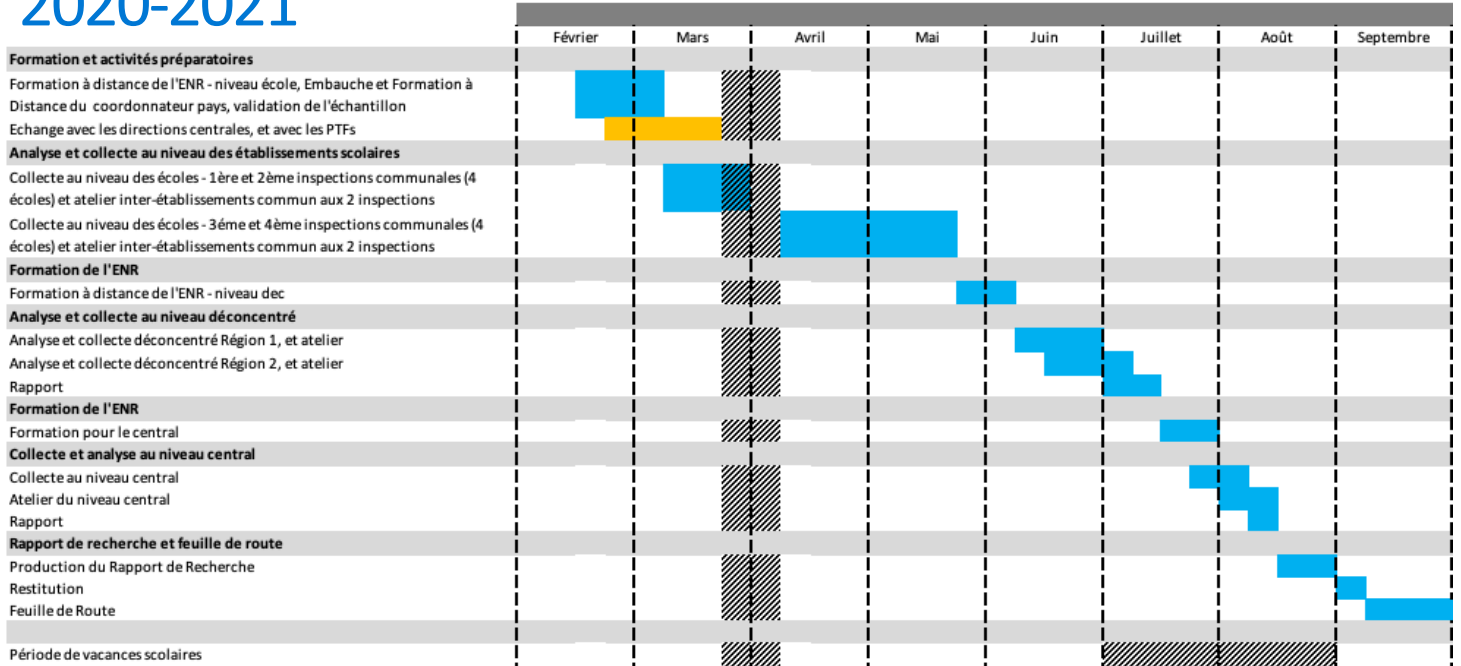 2020-2021
Février Mars Avril Mai Juin Juillet Août Septembre
Formation et activités préparatoires
Formation à distance de l'ENR - niveau école, Embauche et Formation à
Distance du coordonnateur pays, validation de l'échantillon
Echange avec les directions centrales, et avec les PTFs
Analyse et collecte au niveau des établissements scolaires
Collecte au niveau des écoles - 1ère et 2ème inspections communales (4
écoles) et atelier inter-établissements commun aux 2 inspections
Collecte au niveau des écoles - 3éme et 4ème inspections communales (4
écoles) et atelier inter-établissements commun aux 2 inspections
Formation de l'ENR
Formation à distance de l'ENR - niveau dec
Analyse et collecte au niveau déconcentré
Analyse et collecte déconcentré Région 1, et atelier
Analyse et collecte déconcentré Région 2, et atelier
Rapport
Formation de l'ENR
Formation pour le central
Collecte et analyse au niveau central
Collecte au niveau central
Atelier du niveau central
Rapport
Rapport de recherche et feuille de route
Production du Rapport de Recherche
Restitution
Feuille de Route
Période de vacances scolaires